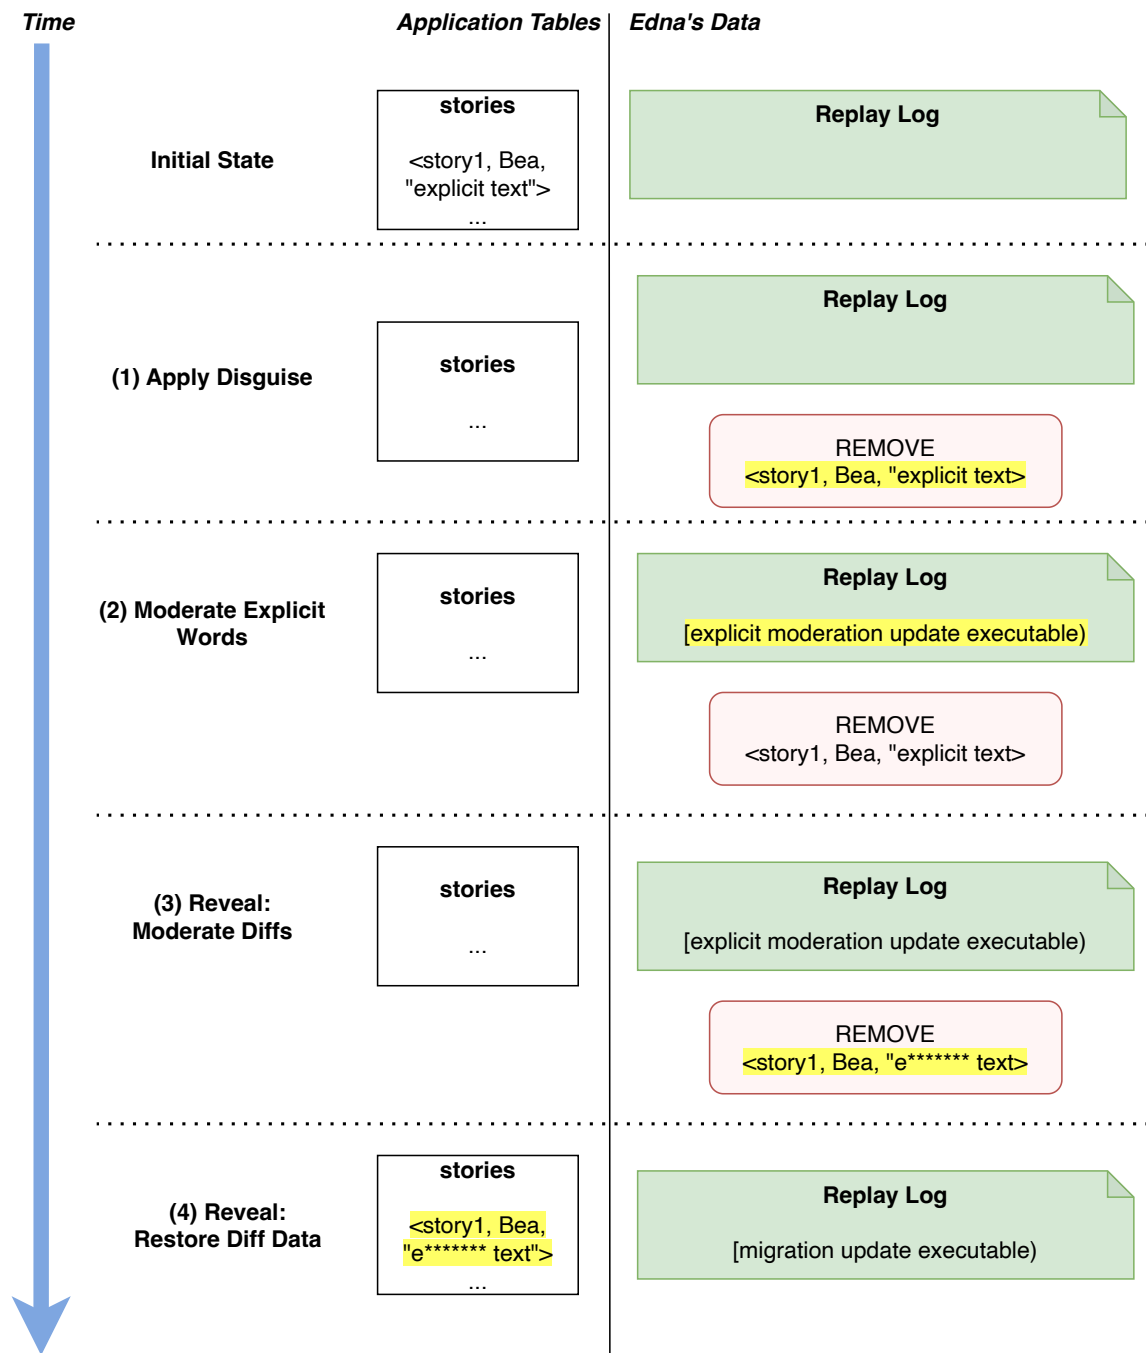 Time
Application Tables
Edna's Data
Initial State
stories
<story1, Bea,
"explicit text">
...
Replay Log
(1) Apply Disguise
stories
...
Replay Log
REMOVE
<story1, Bea, "explicit text>
(2) Moderate Explicit
Words
stories
...
Replay Log
[explicit moderation update executable)
REMOVE
<story1, Bea, "explicit text>
(3) Reveal:
Moderate Diffs
stories
...
Replay Log
[explicit moderation update executable)
REMOVE
<story1, Bea, "e******* text>
(4) Reveal:
Restore Diff Data
stories
<story1, Bea,
"e******* text">
...
Replay Log
[migration update executable)